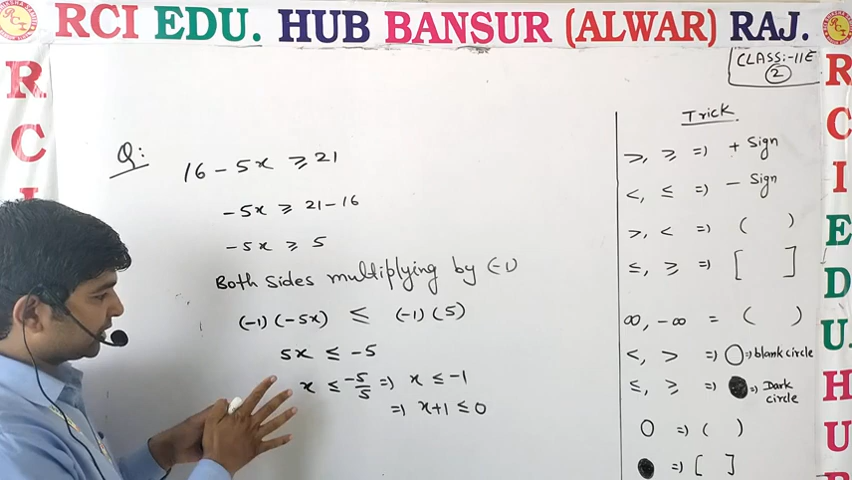 RCI EDU. HUB BANSUR (ALWAR) RAJ.
CLASS:-11E
2
Q:
16-5x ≥ 21
-5x ≥ 21-16
-5x ≥ 5
Both Sides multiplying by (-1)
(-1) (-5x) ≤ (-1) (5)
5x ≤ -5
x ≤ -5/5 => x ≤ -1
=> x+1 ≤ 0
Trick
>, ≥ => + Sign
<, ≤ => - Sign
>, < => ( )
≤, ≥ => [ ]
∞, -∞ = ( )
<, > => ○ => blank circle
≤, ≥ => ● => Dark circle
○ => ( )
● => [ ]
R
C
I
R
C
I
E
D
U.
H
U